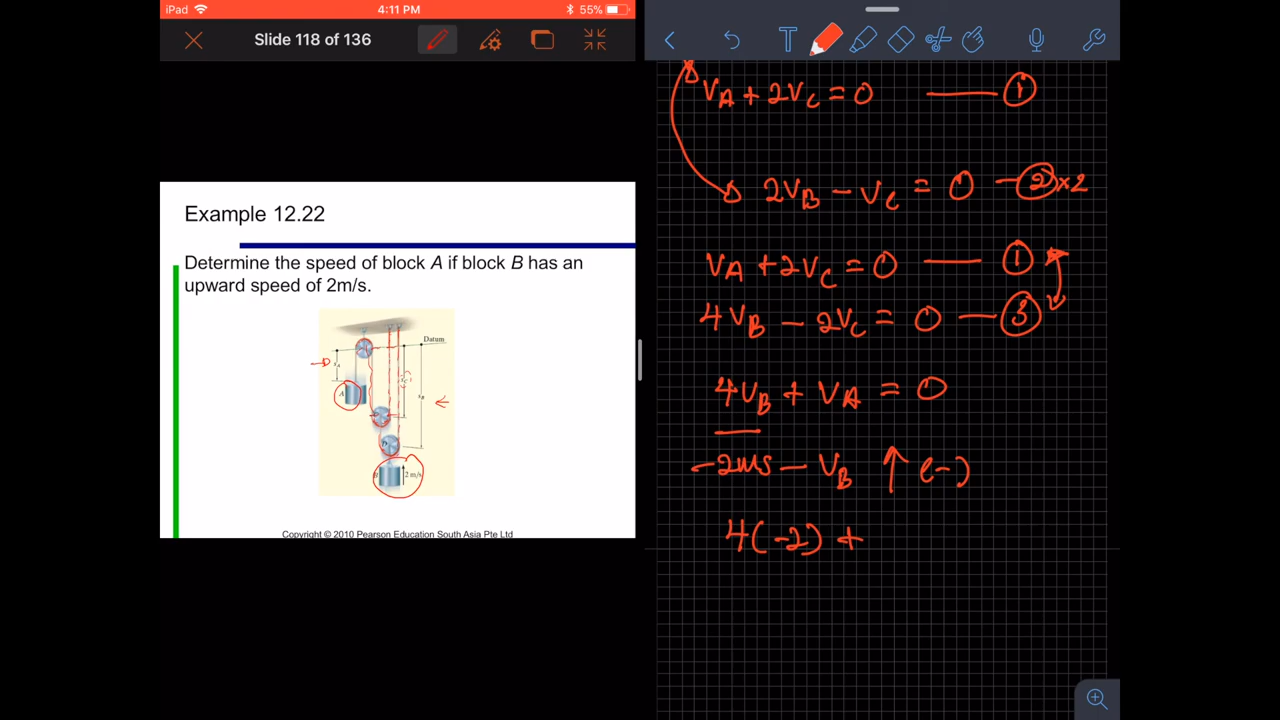 iPad 4:11 PM 55%
Slide 118 of 136
Example 12.22
Determine the speed of block A if block B has an
upward speed of 2m/s.
Datum
A
2 m/s
Copyright © 2010 Pearson Education South Asia Pte Ltd
T
VA + 2VC = 0 —— ①
2VB − VC = 0 — ②×2
VA + 2VC = 0 —— ①
4VB − 2VC = 0 — ③
4VB + VA = 0
-2ms − VB ↑ (-)
4(-2) +